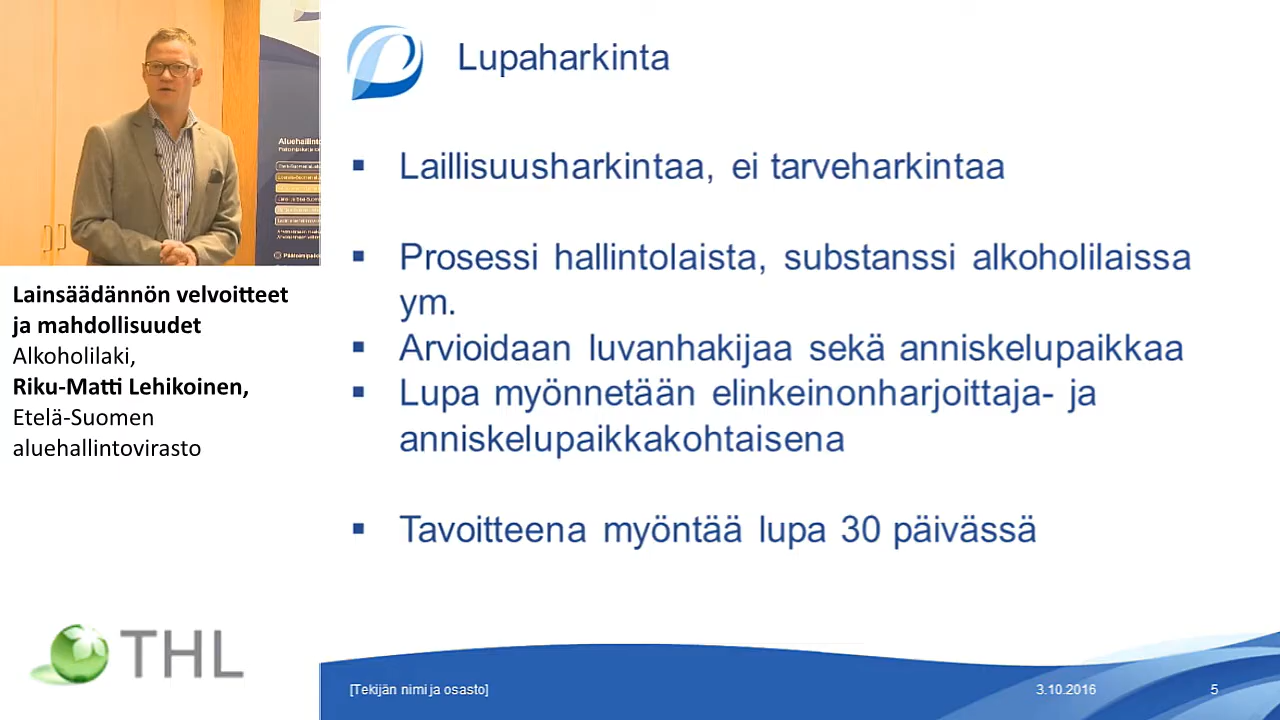 Lupaharkinta
Laillisuusharkintaa, ei tarveharkintaa
Prosessi hallintolaista, substanssi alkoholilaissa
ym.
Arvioidaan luvanhakijaa sekä anniskelupaikkaa
Lupa myönnetään elinkeinonharjoittaja- ja
anniskelupaikkakohtaisena
Tavoitteena myöntää lupa 30 päivässä
Lainsäädännön velvoitteet
ja mahdollisuudet
Alkoholilaki,
Riku-Matti Lehikoinen,
Etelä-Suomen
aluehallintovirasto
THL
[Tekijän nimi ja osasto]
3.10.2016
5